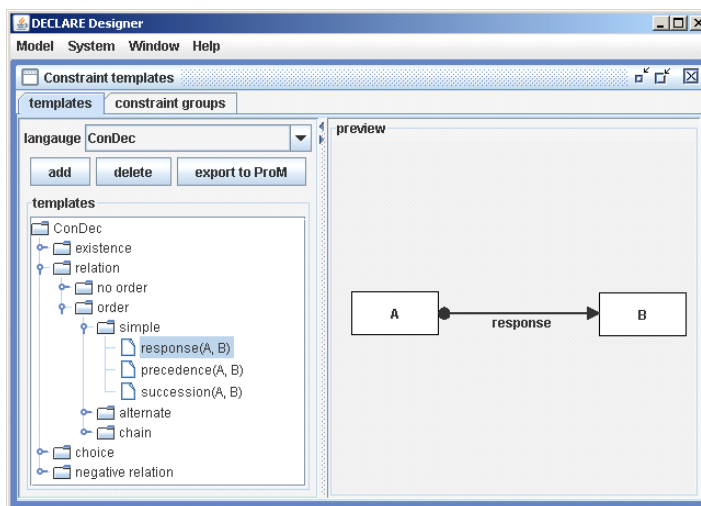 DECLARE Designer
Model System Window Help
Constraint templates
templates constraint groups
langauge ConDec
add delete export to ProM
templates
ConDec
existence
relation
no order
order
simple
response(A, B)
precedence(A, B)
succession(A, B)
alternate
chain
choice
negative relation
preview
A
response
B